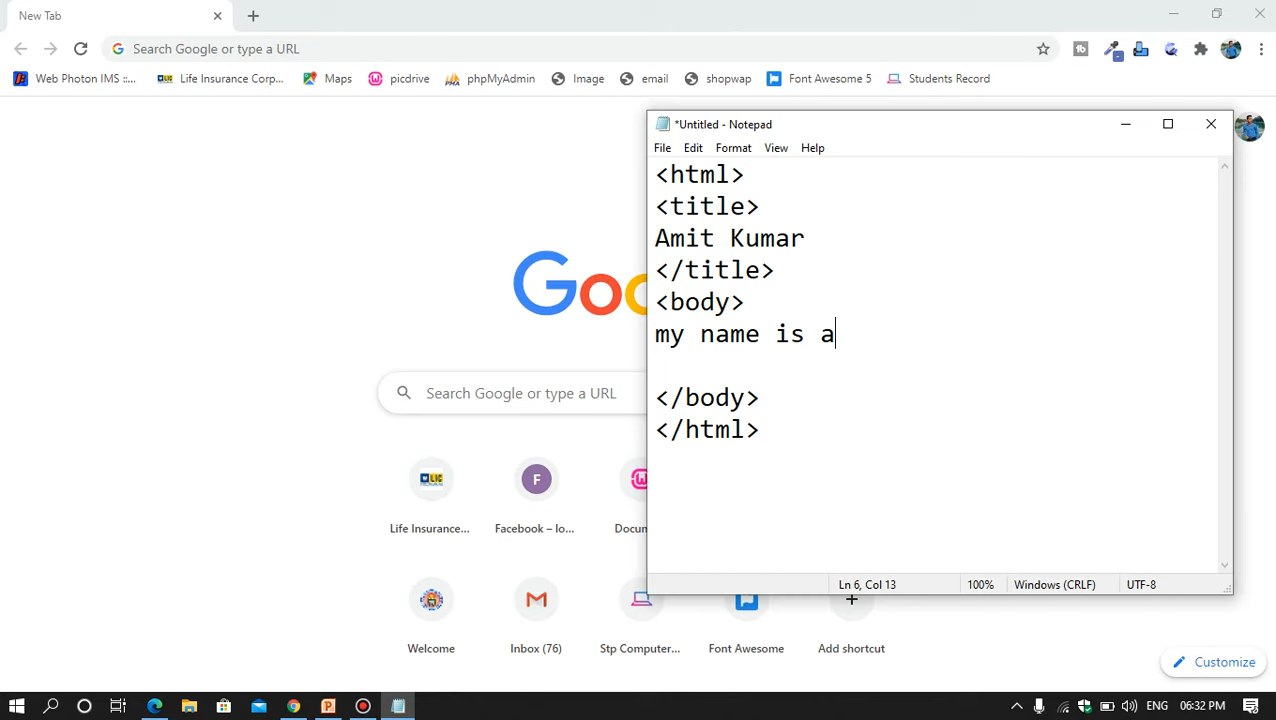 New Tab
Search Google or type a URL
Web Photon IMS ::...
Life Insurance Corp...
Maps
picdrive
phpMyAdmin
Image
email
shopwap
Font Awesome 5
Students Record
*Untitled - Notepad
File Edit Format View Help
<html>
<title>
Amit Kumar
</title>
<body>
my name is a
</body>
</html>
Ln 6, Col 13
100%
Windows (CRLF)
UTF-8
Goo
Search Google or type a URL
LIC
F
Life Insurance...
Facebook – lo...
Docum
Welcome
Inbox (76)
Stp Computer...
Font Awesome
Add shortcut
Customize
ENG
06:32 PM